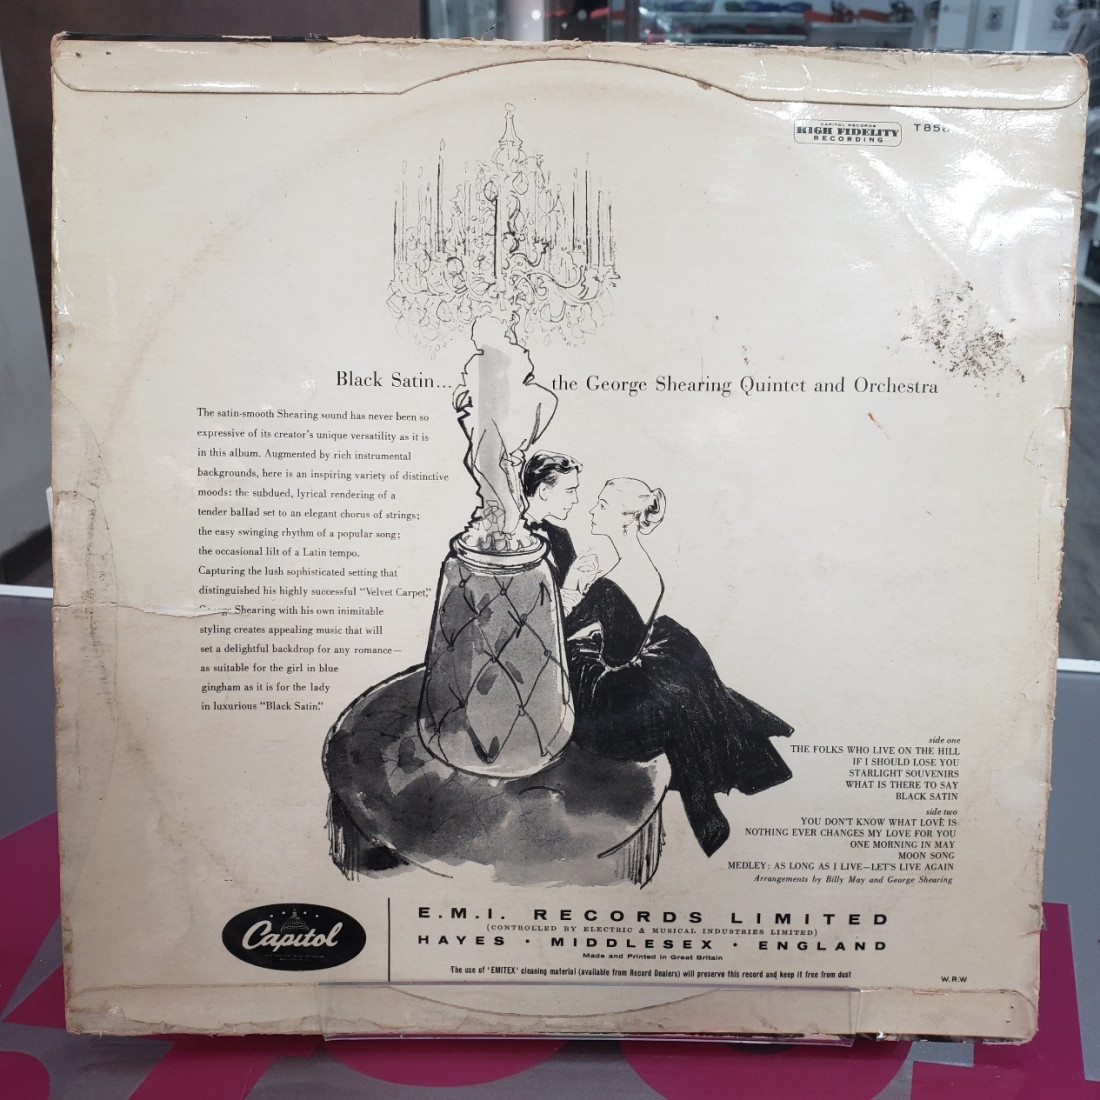 CAPITOL RECORDS
HIGH FIDELITY
RECORDING
T858
Black Satin... the George Shearing Quintet and Orchestra
The satin-smooth Shearing sound has never been so
expressive of its creator's unique versatility as it is
in this album. Augmented by rich instrumental
backgrounds, here is an inspiring variety of distinctive
moods: the subdued, lyrical rendering of a
tender ballad set to an elegant chorus of strings;
the easy swinging rhythm of a popular song;
the occasional lilt of a Latin tempo.
Capturing the lush sophisticated setting that
distinguished his highly successful "Velvet Carpet,"
George Shearing with his own inimitable
styling creates appealing music that will
set a delightful backdrop for any romance—
as suitable for the girl in blue
gingham as it is for the lady
in luxurious "Black Satin."
side one
THE FOLKS WHO LIVE ON THE HILL
IF I SHOULD LOSE YOU
STARLIGHT SOUVENIRS
WHAT IS THERE TO SAY
BLACK SATIN
side two
YOU DON'T KNOW WHAT LOVE IS
NOTHING EVER CHANGES MY LOVE FOR YOU
ONE MORNING IN MAY
MOON SONG
MEDLEY: AS LONG AS I LIVE—LET'S LIVE AGAIN
Arrangements by Billy May and George Shearing
Capitol
E.M.I. RECORDS LIMITED
(CONTROLLED BY ELECTRIC & MUSICAL INDUSTRIES LIMITED)
HAYES · MIDDLESEX · ENGLAND
Made and Printed in Great Britain
The use of 'EMITEX' cleaning material (available from Record Dealers) will preserve this record and keep it free from dust
W.R.W